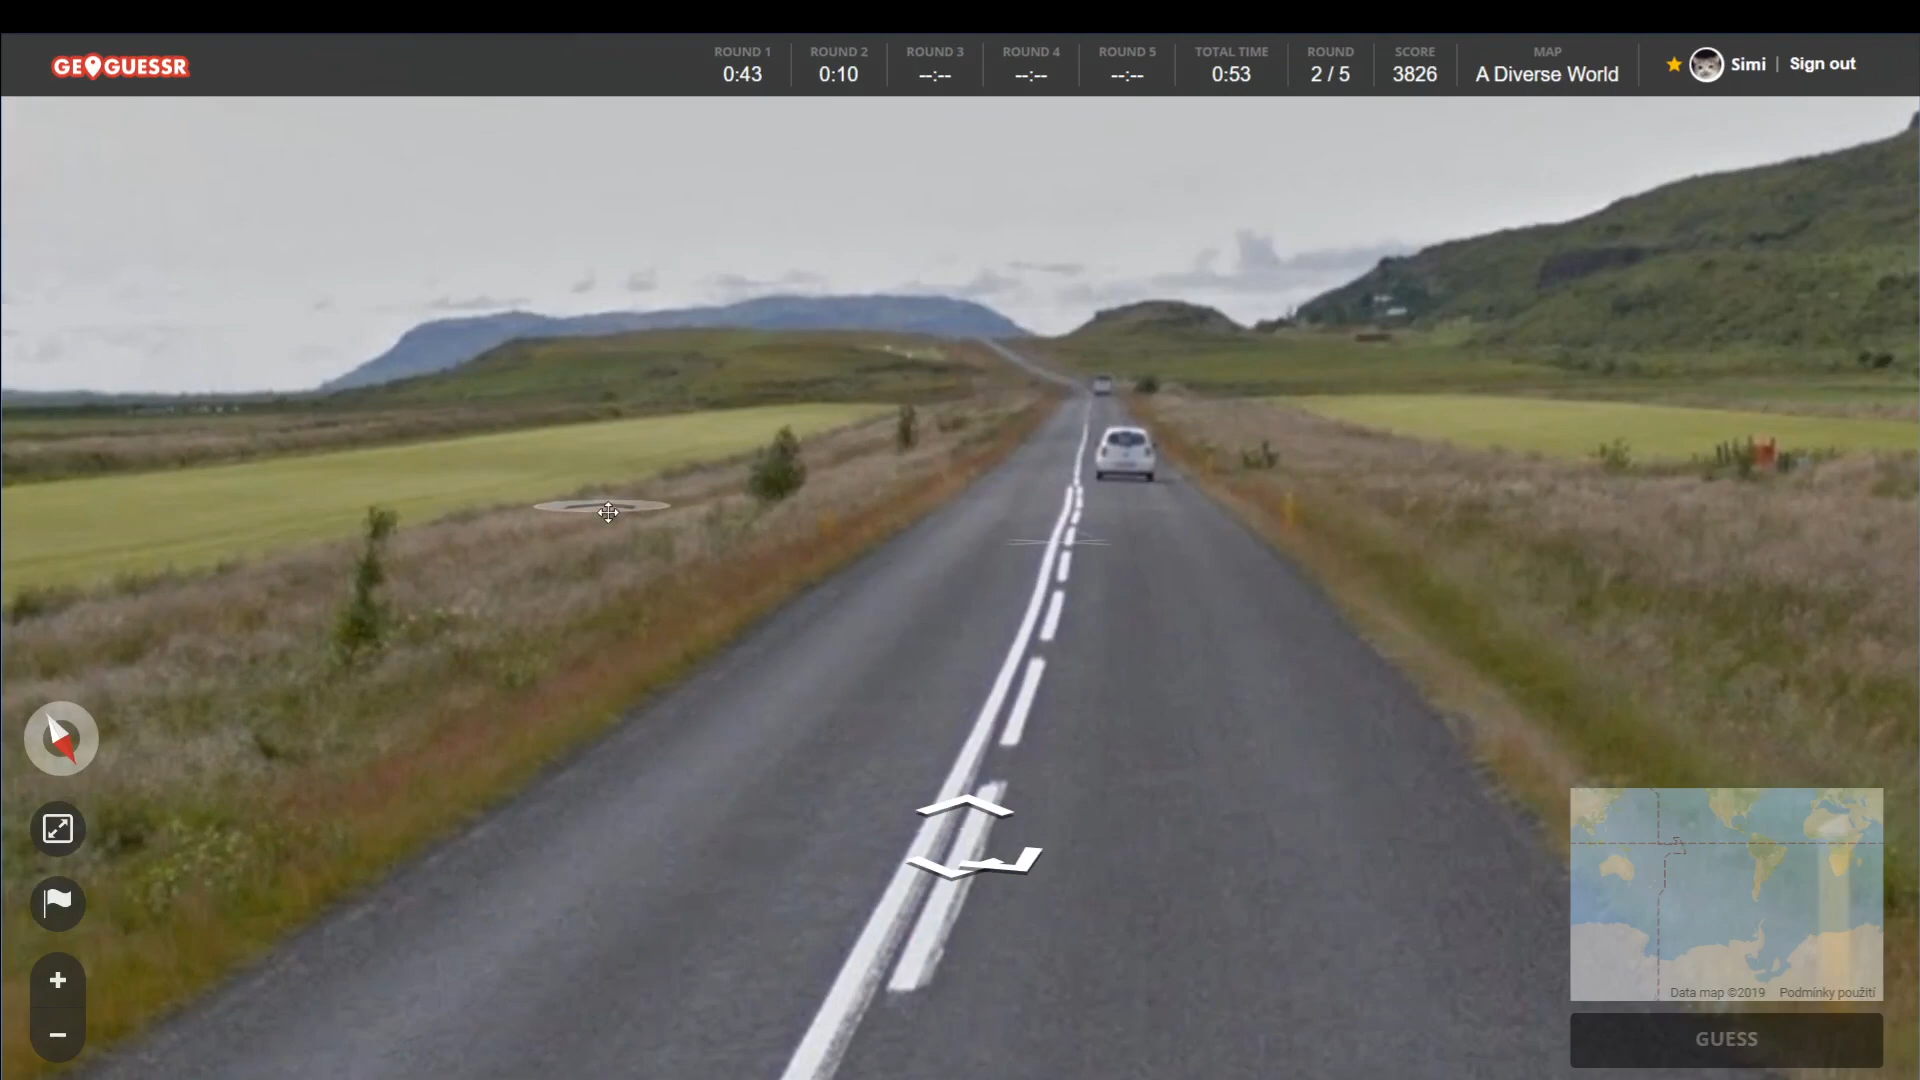 GEOGUESSR
ROUND 1
0:43
ROUND 2
0:10
ROUND 3
--:--
ROUND 4
--:--
ROUND 5
--:--
TOTAL TIME
0:53
ROUND
2 / 5
SCORE
3826
MAP
A Diverse World
Simi | Sign out
Data map ©2019 Podmínky použití
GUESS